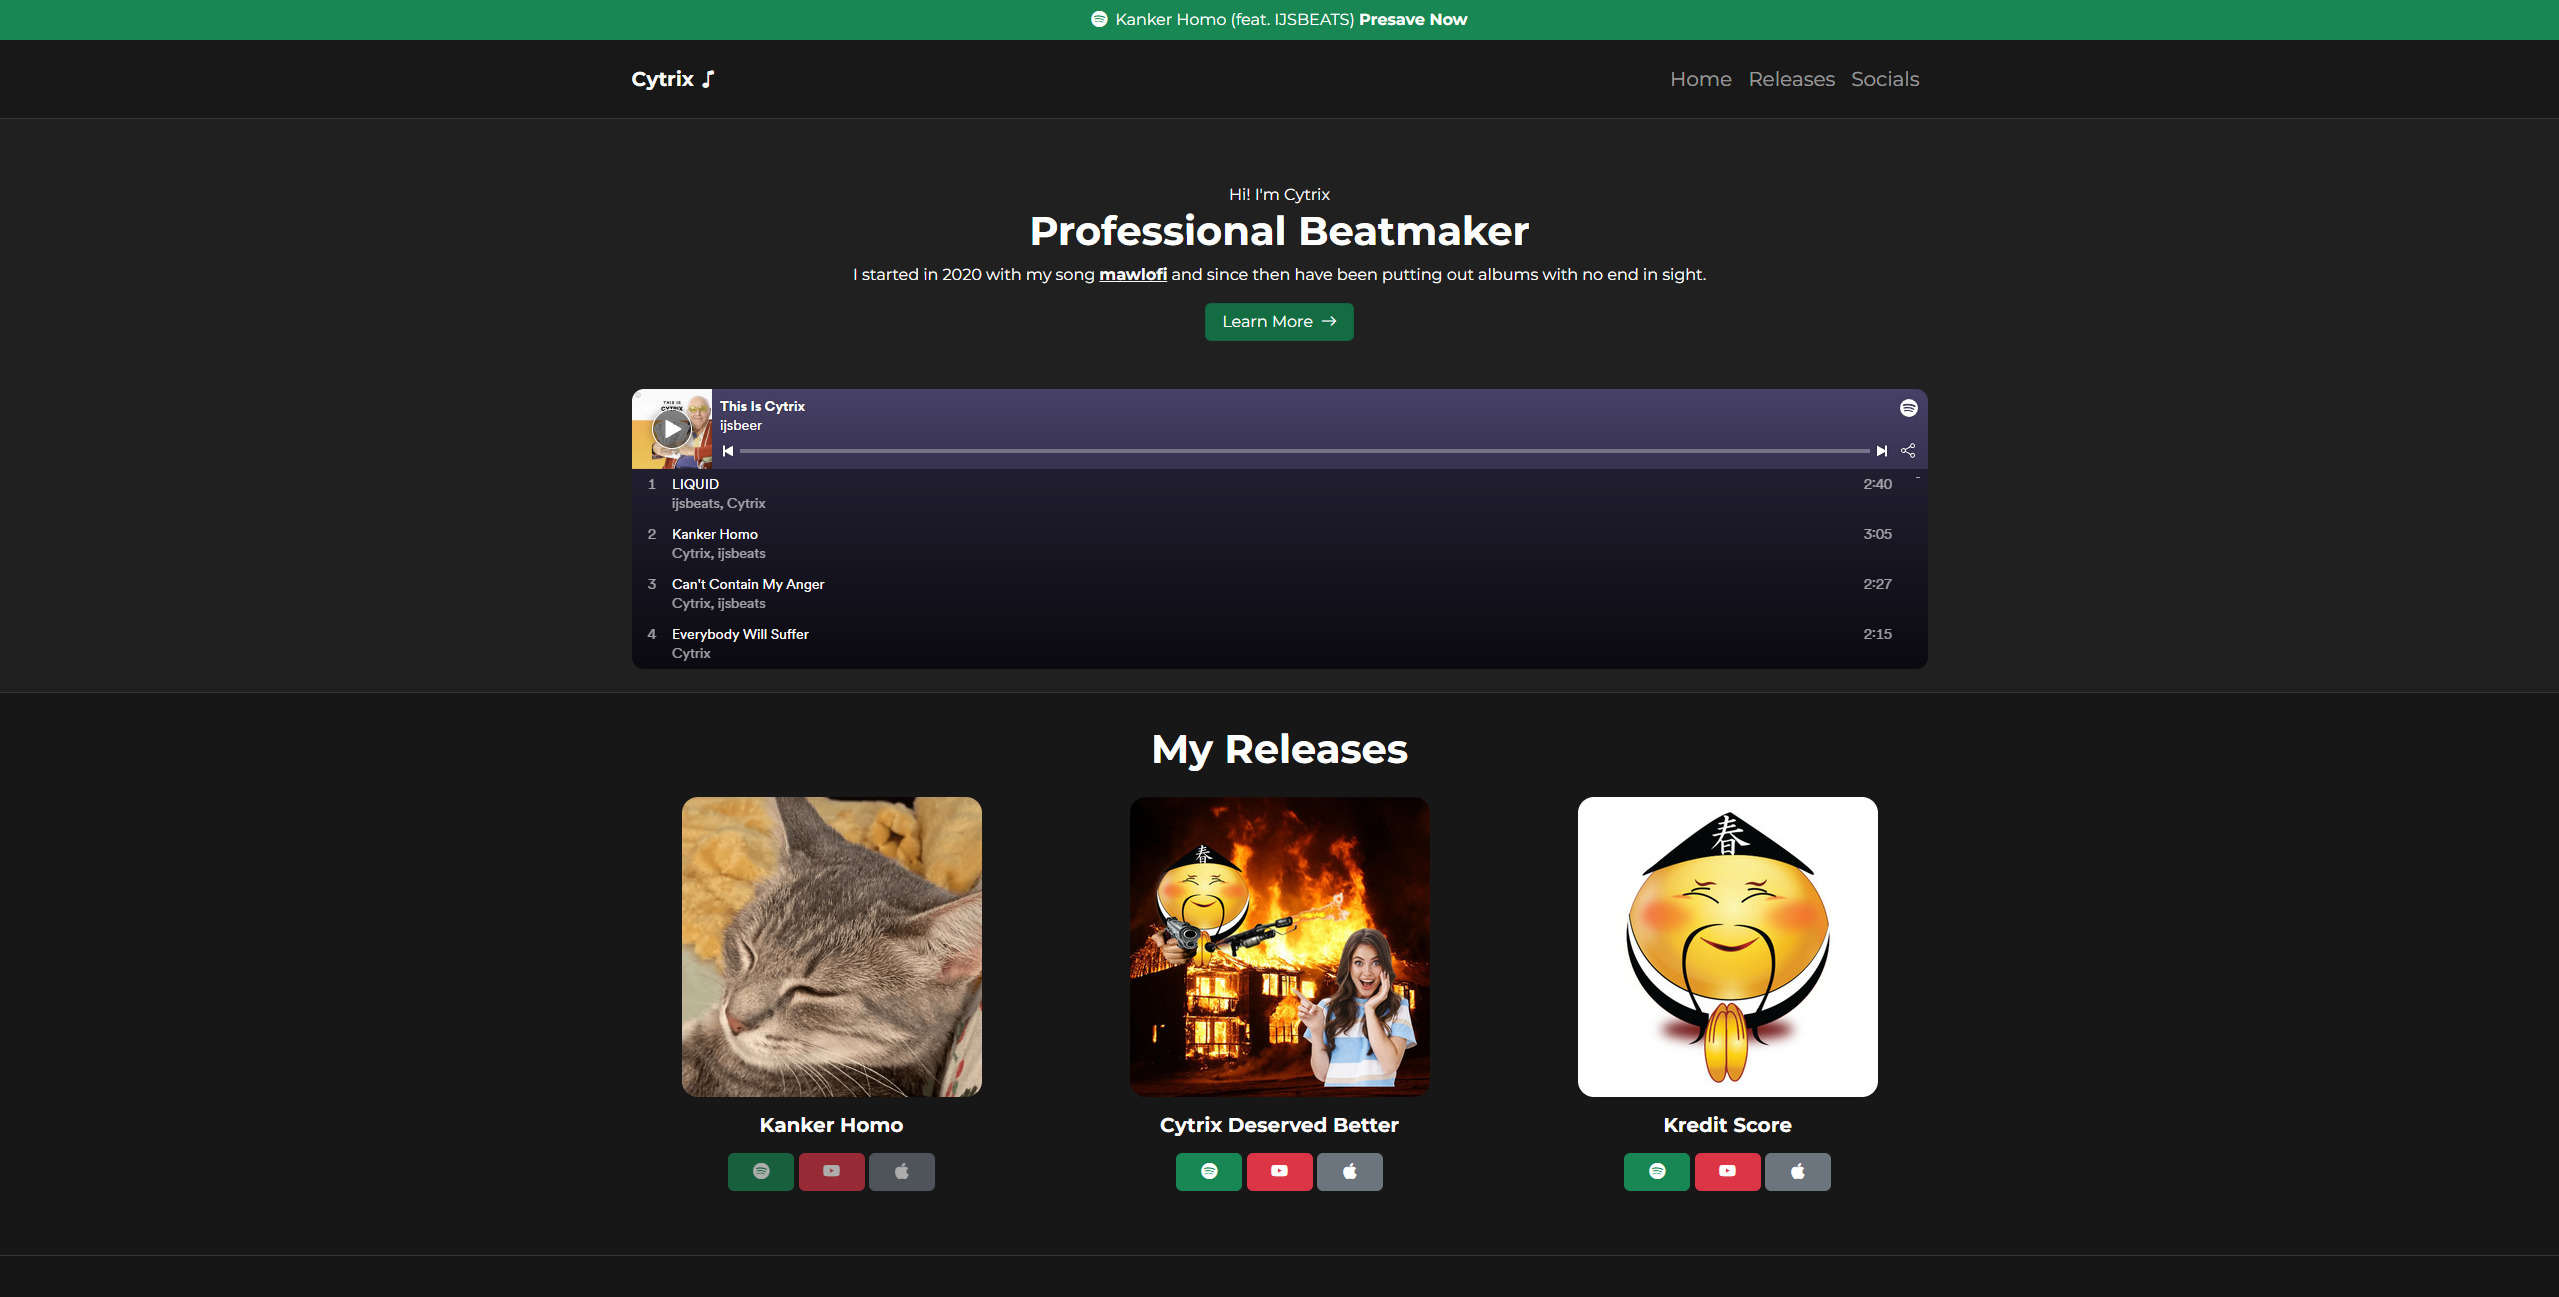 Kanker Homo (feat. IJSBEATS) Presave Now
Cytrix
Home Releases Socials
Hi! I'm Cytrix
Professional Beatmaker
I started in 2020 with my song mawlofi and since then have been putting out albums with no end in sight.
Learn More →
THIS IS
CYTRIX
This Is Cytrix
ijsbeer
1 LIQUID 2:40
ijsbeats, Cytrix
2 Kanker Homo 3:05
Cytrix, ijsbeats
3 Can't Contain My Anger 2:27
Cytrix, ijsbeats
4 Everybody Will Suffer 2:15
Cytrix
My Releases
春
春
Kanker Homo
Cytrix Deserved Better
Kredit Score